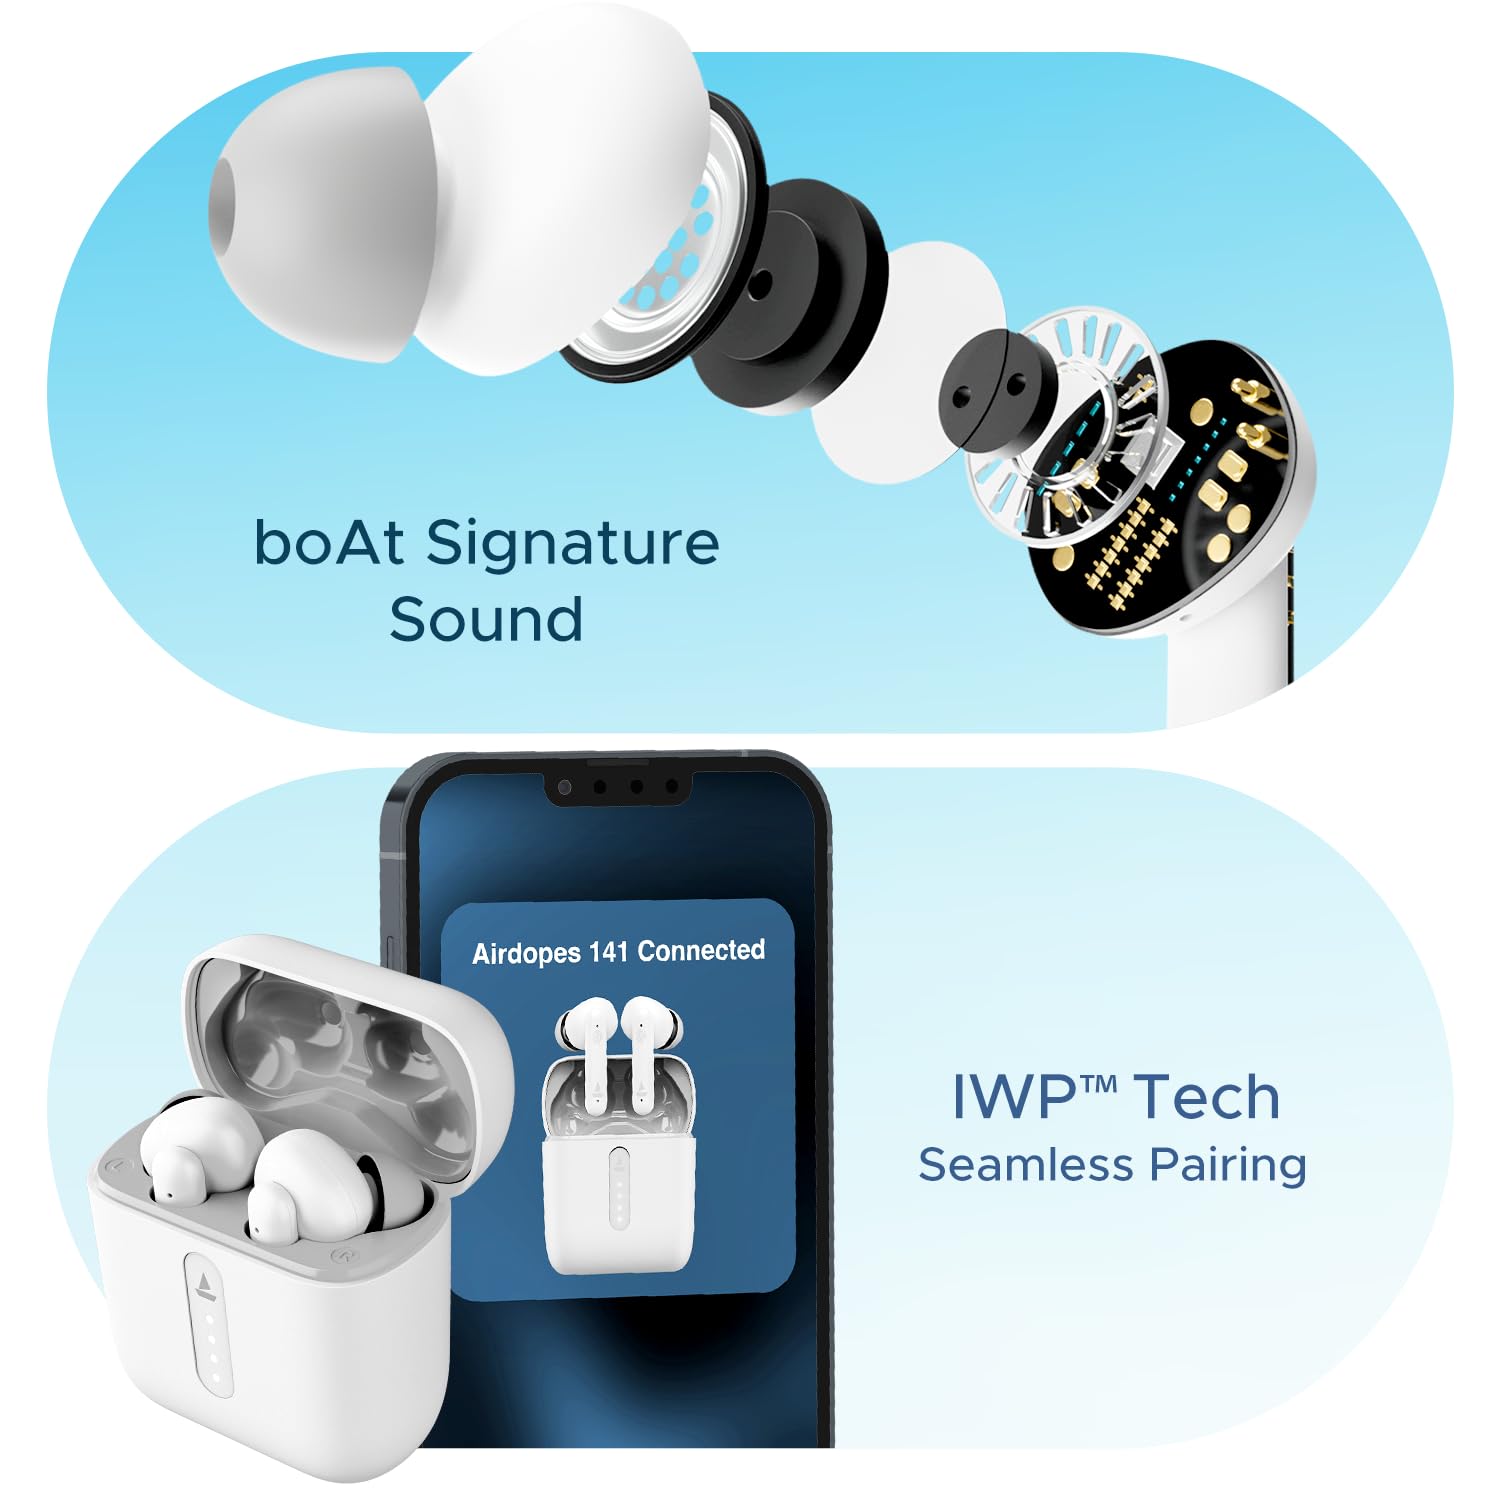 boAt Signature
Sound
Airdopes 141 Connected
IWP™ Tech
Seamless Pairing
L
R